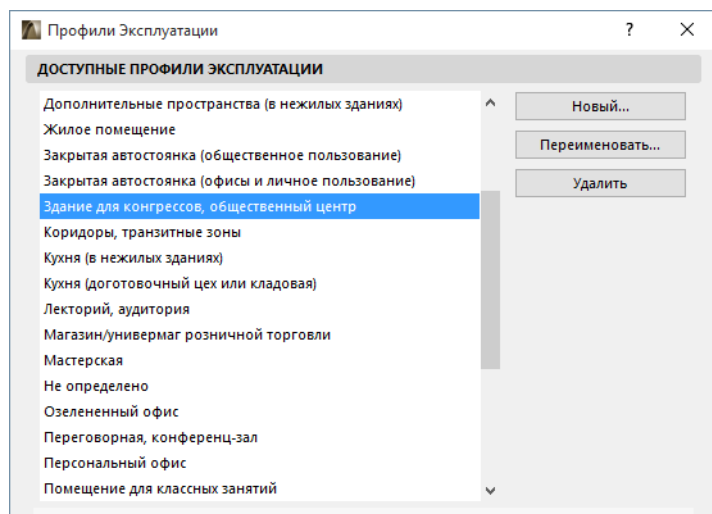 Профили Эксплуатации
?
ДОСТУПНЫЕ ПРОФИЛИ ЭКСПЛУАТАЦИИ
Дополнительные пространства (в нежилых зданиях)
Новый...
Жилое помещение
Переименовать...
Закрытая автостоянка (общественное пользование)
Закрытая автостоянка (офисы и личное пользование)
Удалить
Здание для конгрессов, общественный центр
Коридоры, транзитные зоны
Кухня (в нежилых зданиях)
Кухня (доготовочный цех или кладовая)
Лекторий, аудитория
Магазин/универмаг розничной торговли
Мастерская
Не определено
Озелененный офис
Переговорная, конференц-зал
Персональный офис
Помещение для классных занятий